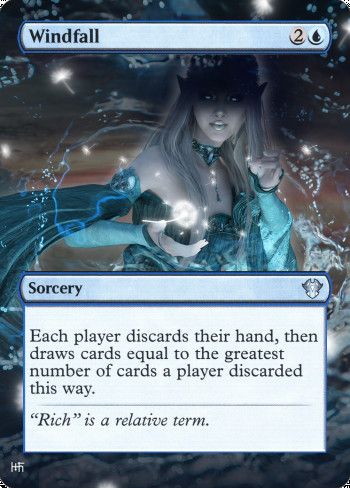 Windfall 2
Sorcery
Each player discards their hand, then
draws cards equal to the greatest
number of cards a player discarded
this way.
“Rich” is a relative term.